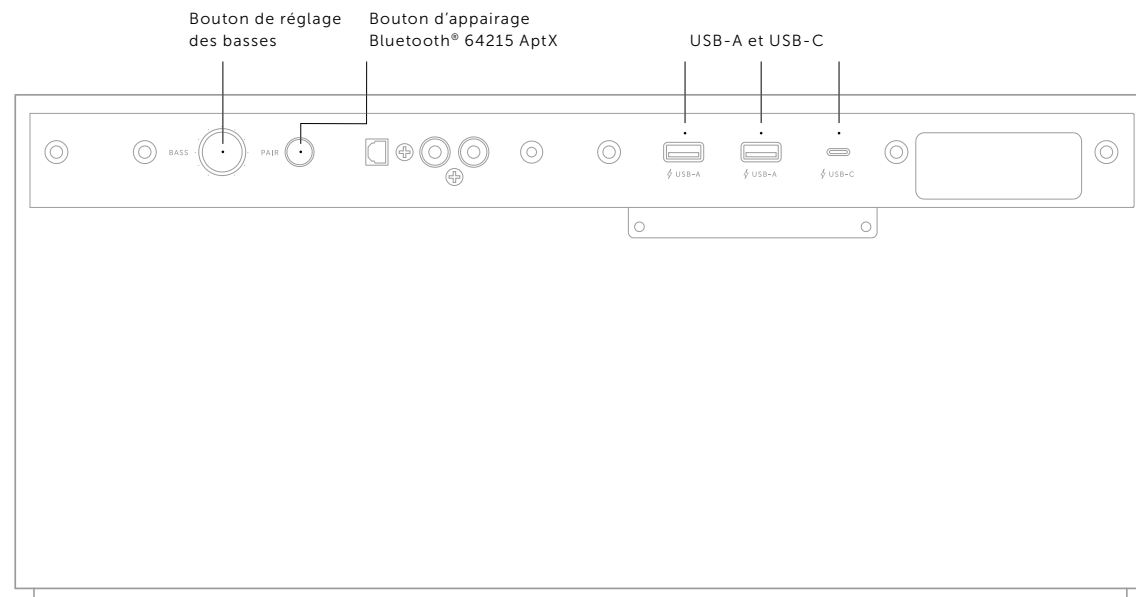 Bouton de réglage
des basses
Bouton d’appairage
Bluetooth® 64215 AptX
USB-A et USB-C
BASS
PAIR
USB-A
USB-A
USB-C